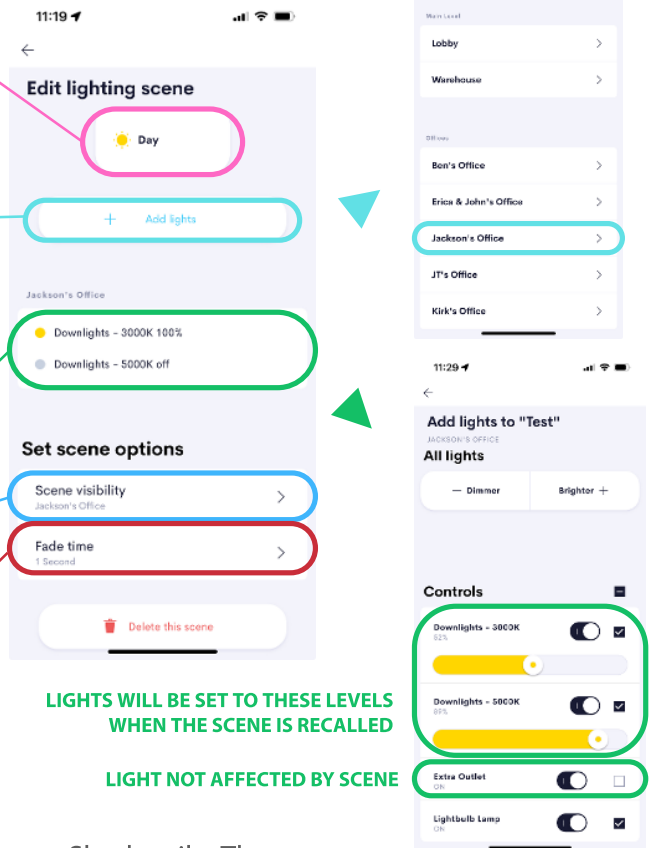 11:19
Edit lighting scene
Day
+ Add lights
Jackson's Office
Downlights - 3000K 100%
Downlights - 5000K off
Set scene options
Scene visibility
Jackson's Office
Fade time
1 Second
Delete this scene
Main Level
Lobby
Warehouse
Offices
Ben's Office
Erica & John's Office
Jackson's Office
JT's Office
Kirk's Office
11:29
Add lights to "Test"
JACKSON'S OFFICE
All lights
— Dimmer
Brighter +
Controls
Downlights - 3000K
52%
Downlights - 5000K
Extra Outlet
ON
Lightbulb Lamp
ON
LIGHTS WILL BE SET TO THESE LEVELS
WHEN THE SCENE IS RECALLED
LIGHT NOT AFFECTED BY SCENE